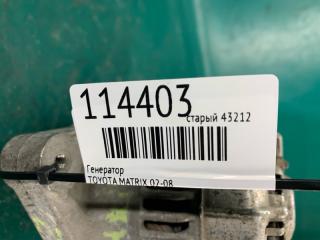 114403 старый 43212
Генератор
TOYOTA MATRIX 02-08